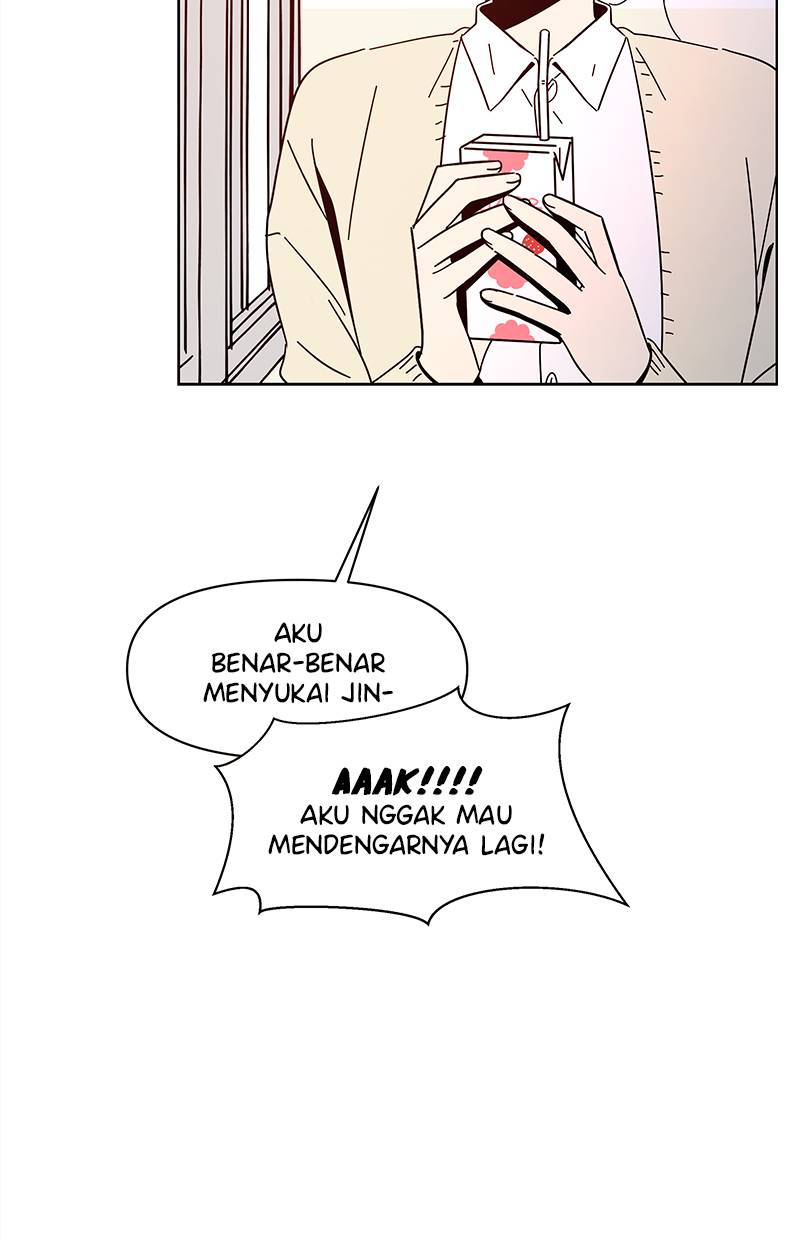 AKU
BENAR-BENAR
MENYUKAI JIN-
AAAK!!!!
AKU NGGAK MAU
MENDENGARNYA LAGI!